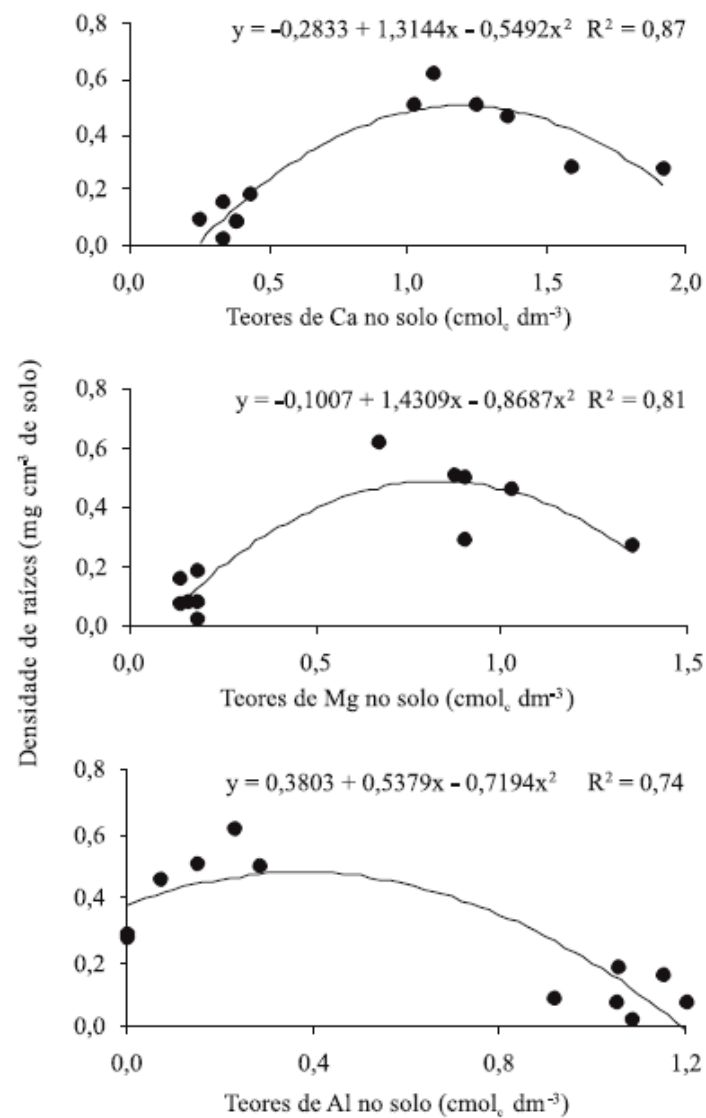 y = -0,2833 + 1,3144x - 0,5492x² R² = 0,87
0,8
0,6
0,4
0,2
0,0
0,0 0,5 1,0 1,5 2,0
Teores de Ca no solo (cmol꜀ dm⁻³)
Densidade de raízes (mg cm⁻³ de solo)
y = -0,1007 + 1,4309x - 0,8687x² R² = 0,81
0,8
0,6
0,4
0,2
0,0
0,0 0,5 1,0 1,5
Teores de Mg no solo (cmol꜀ dm⁻³)
y = 0,3803 + 0,5379x - 0,7194x² R² = 0,74
0,8
0,6
0,4
0,2
0,0
0,0 0,4 0,8 1,2
Teores de Al no solo (cmol꜀ dm⁻³)